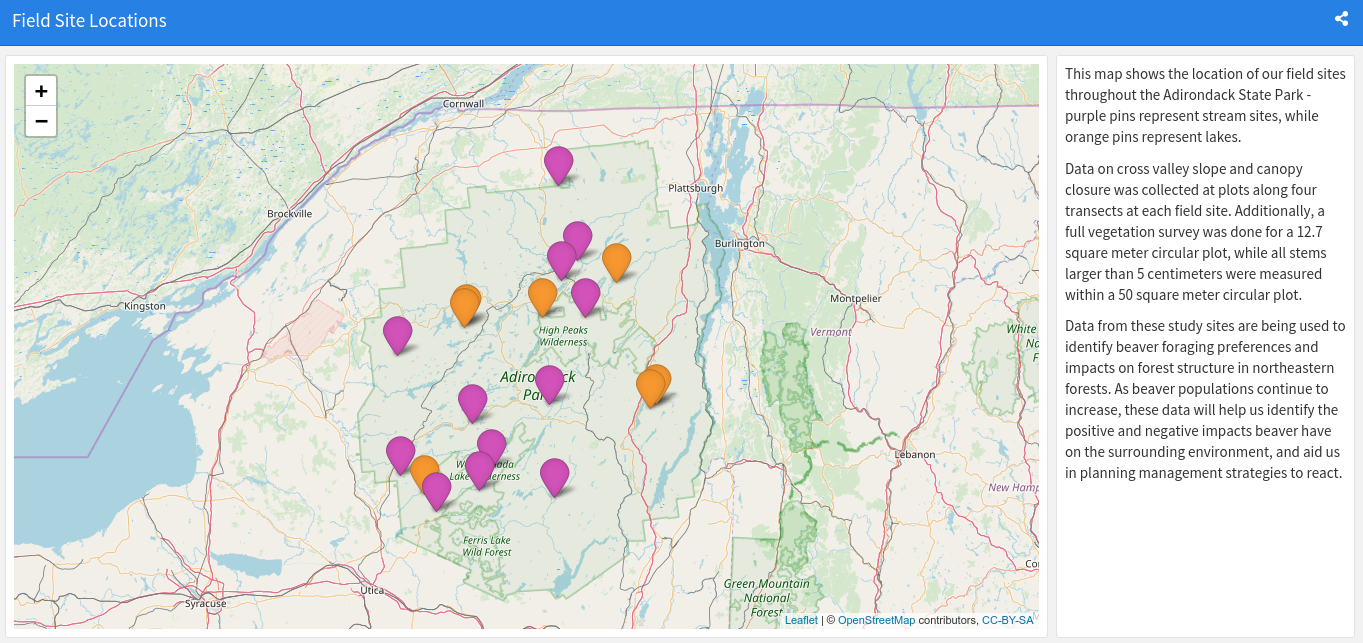 Field Site Locations
+
−
Cornwall
Plattsburgh
Brockville
Burlington
Kingston
Montpelier
High Peaks
Wilderness
Vermont
White
Lebanon
New Hamp
Ferris Lake
Wild Forest
Utica
Syracuse
Green Mountain
National
Forest
Leaflet | © OpenStreetMap contributors, CC-BY-SA
This map shows the location of our field sites
throughout the Adirondack State Park -
purple pins represent stream sites, while
orange pins represent lakes.
Data on cross valley slope and canopy
closure was collected at plots along four
transects at each field site. Additionally, a
full vegetation survey was done for a 12.7
square meter circular plot, while all stems
larger than 5 centimeters were measured
within a 50 square meter circular plot.
Data from these study sites are being used to
identify beaver foraging preferences and
impacts on forest structure in northeastern
forests. As beaver populations continue to
increase, these data will help us identify the
positive and negative impacts beaver have
on the surrounding environment, and aid us
in planning management strategies to react.